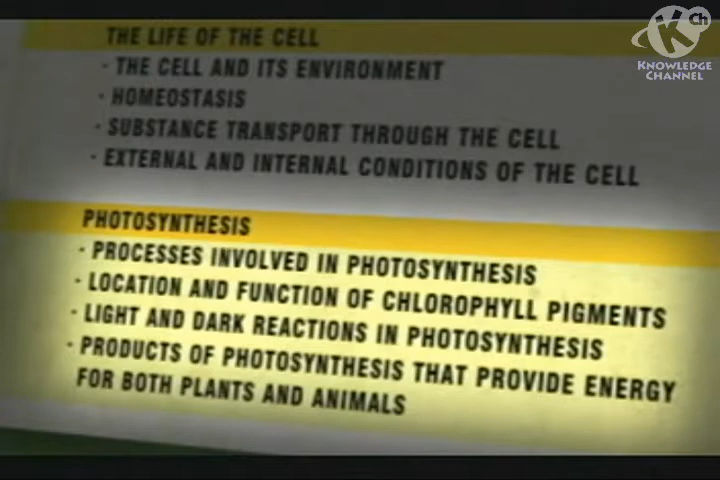 THE LIFE OF THE CELL
· THE CELL AND ITS ENVIRONMENT
· HOMEOSTASIS
· SUBSTANCE TRANSPORT THROUGH THE CELL
· EXTERNAL AND INTERNAL CONDITIONS OF THE CELL
PHOTOSYNTHESIS
· PROCESSES INVOLVED IN PHOTOSYNTHESIS
· LOCATION AND FUNCTION OF CHLOROPHYLL PIGMENTS
· LIGHT AND DARK REACTIONS IN PHOTOSYNTHESIS
· PRODUCTS OF PHOTOSYNTHESIS THAT PROVIDE ENERGY
FOR BOTH PLANTS AND ANIMALS
K Ch
KNOWLEDGE
CHANNEL